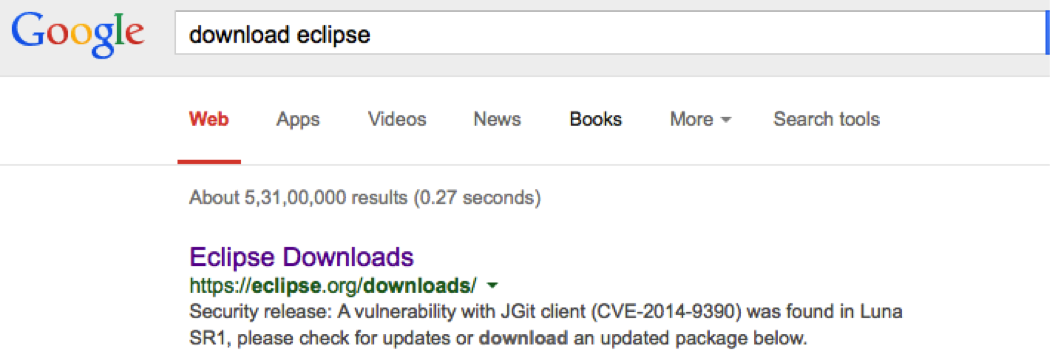 Google download eclipse
Web Apps Videos News Books More Search tools
About 5,31,00,000 results (0.27 seconds)
Eclipse Downloads
https://eclipse.org/downloads/
Security release: A vulnerability with JGit client (CVE-2014-9390) was found in Luna
SR1, please check for updates or download an updated package below.